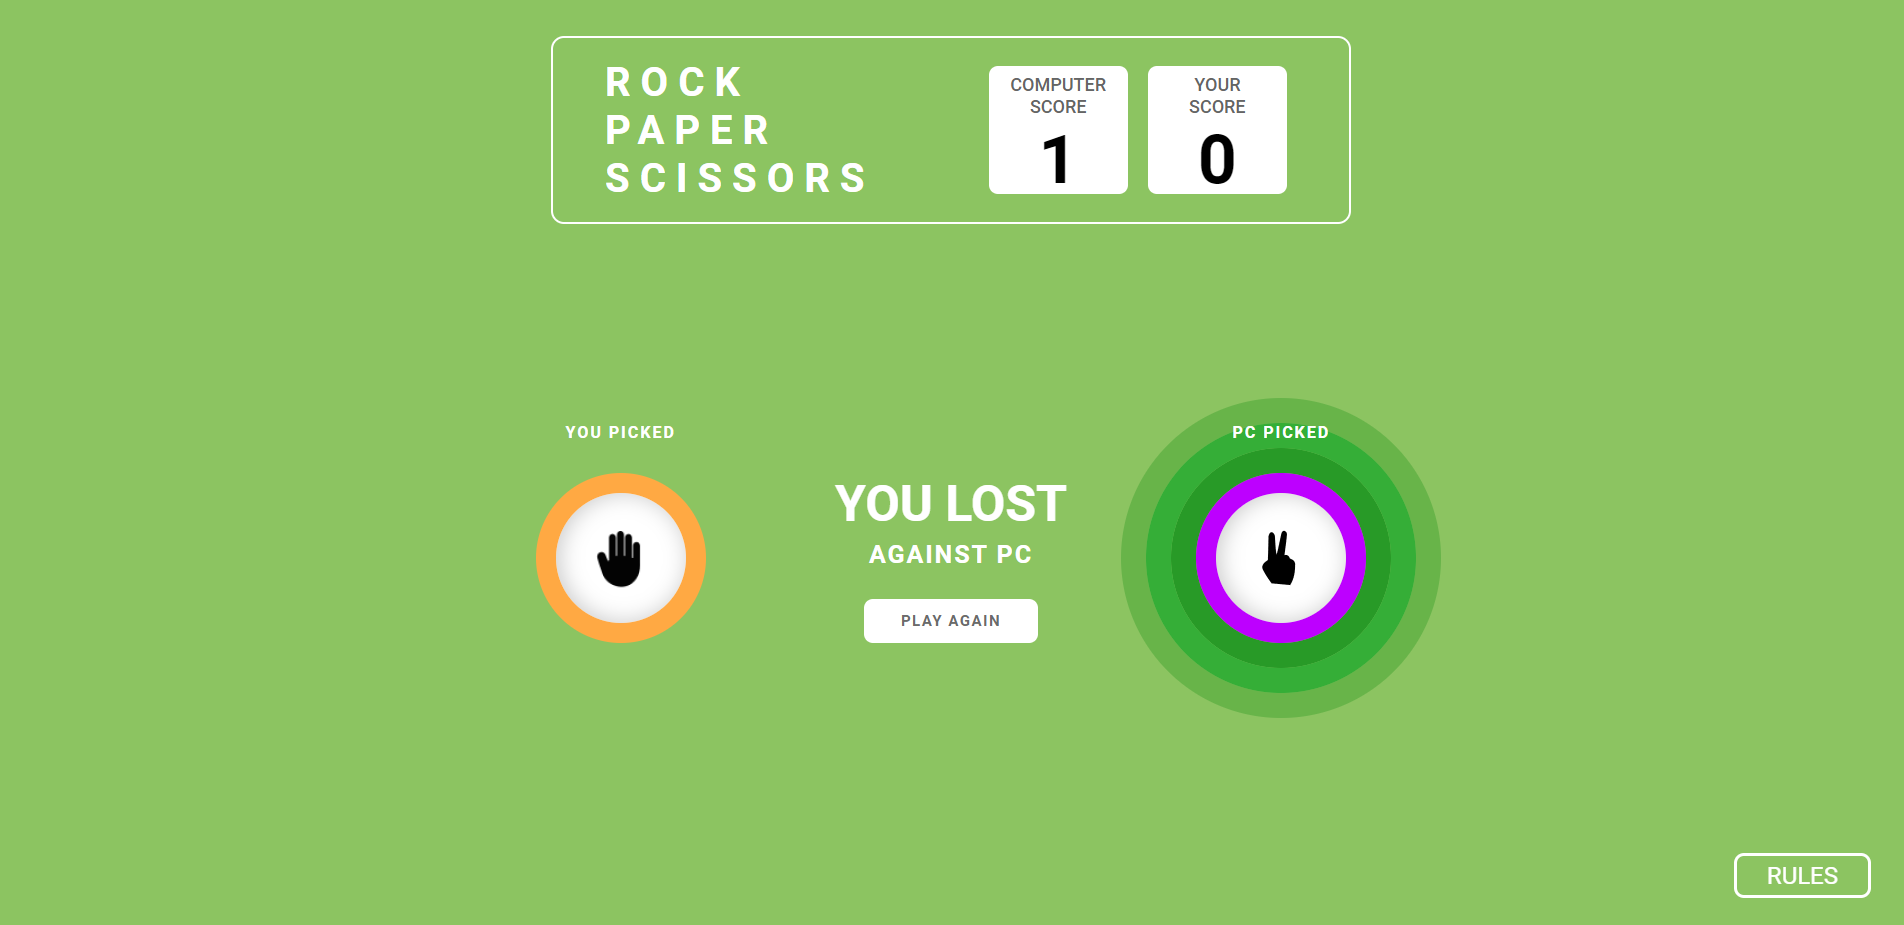 ROCK
PAPER
SCISSORS
COMPUTER
SCORE
1
YOUR
SCORE
0
YOU PICKED
PC PICKED
YOU LOST
AGAINST PC
PLAY AGAIN
RULES